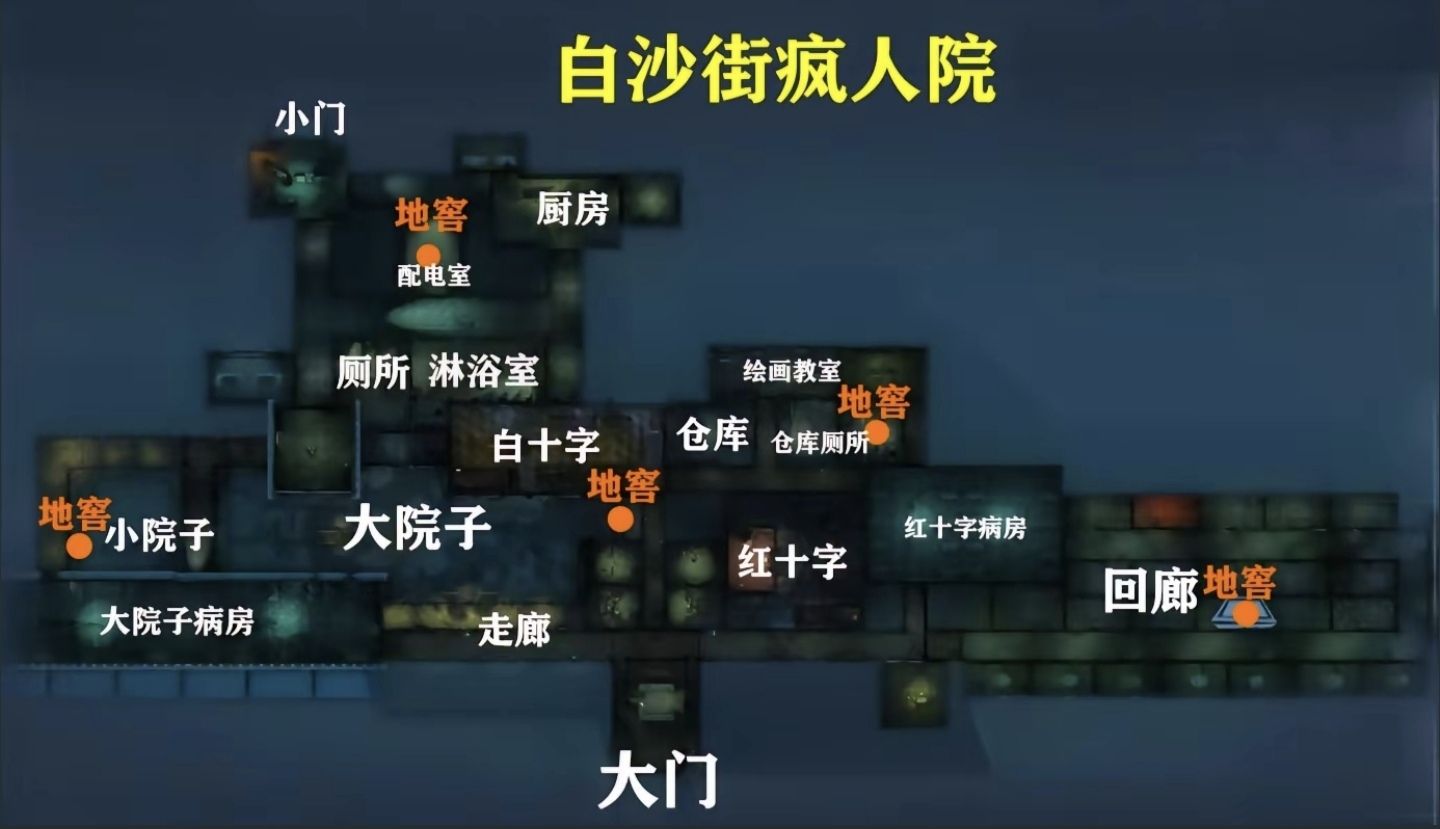 白沙街疯人院
小门
地窖
厨房
配电室
厕所 淋浴室
绘画教室
地窖
白十字
仓库
仓库厕所
地窖
地窖
小院子
大院子
红十字病房
红十字
回廊
地窖
大院子病房
走廊
大门